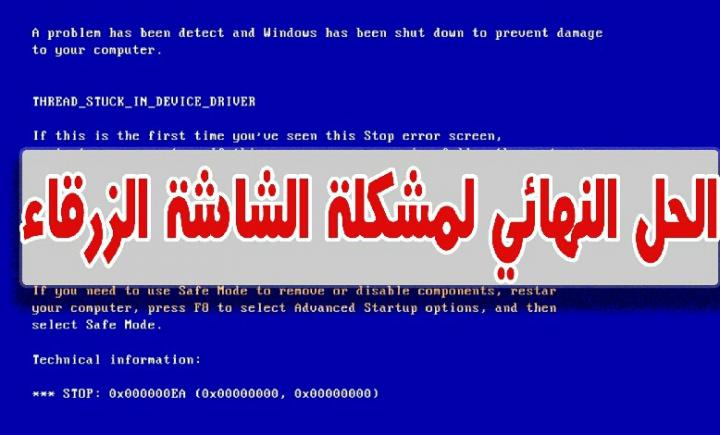 A problem has been detect and Windows has been shut down to prevent damage
to your computer.
THREAD_STUCK_IN_DEVICE_DRIVER
If this is the first time you've seen this Stop error screen,
الحل النهائي لمشكلة الشاشة الزرقاء
If you need to use Safe Mode to remove or disable components, restar
your computer, press F8 to select Advanced Startup options, and then
select Safe Mode.
Technical information:
*** STOP: 0x000000EA (0x00000000, 0x00000000)